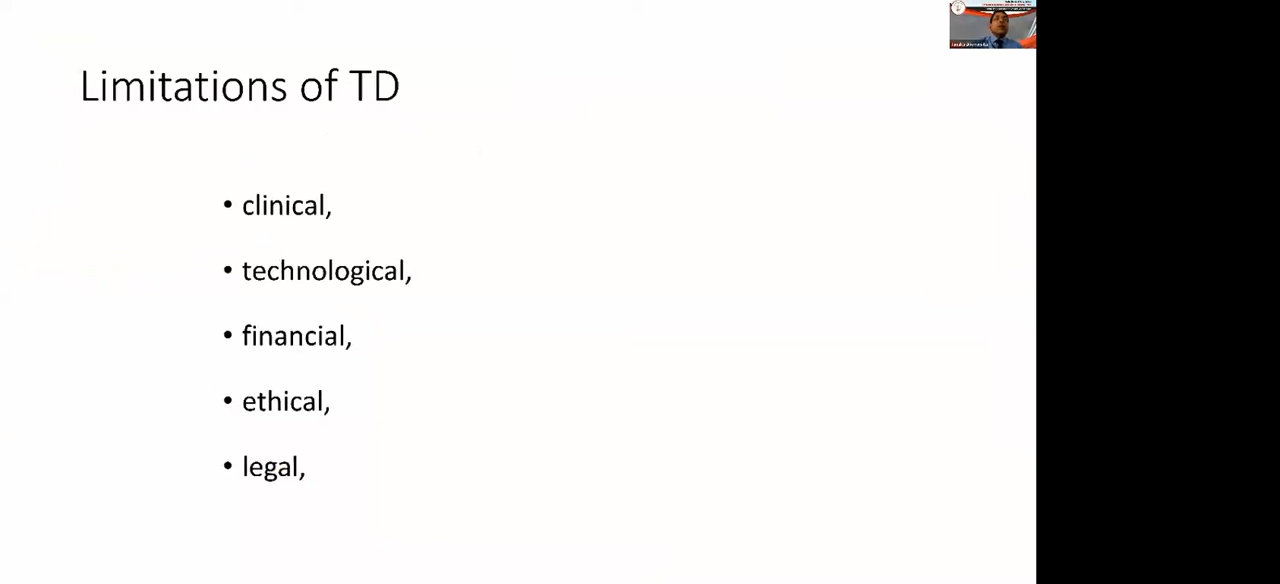 Limitations of TD
• clinical,
• technological,
• financial,
• ethical,
• legal,